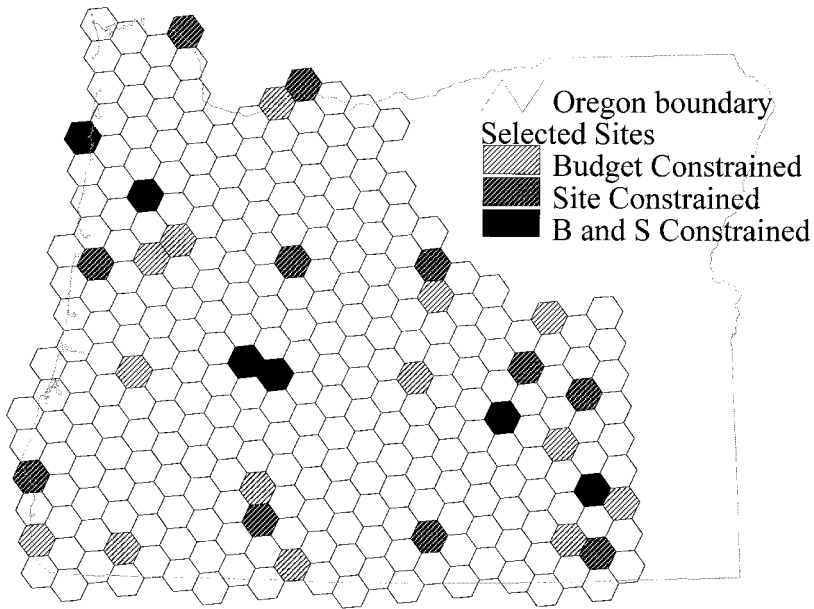 Oregon boundary
Selected Sites
Budget Constrained
Site Constrained
B and S Constrained